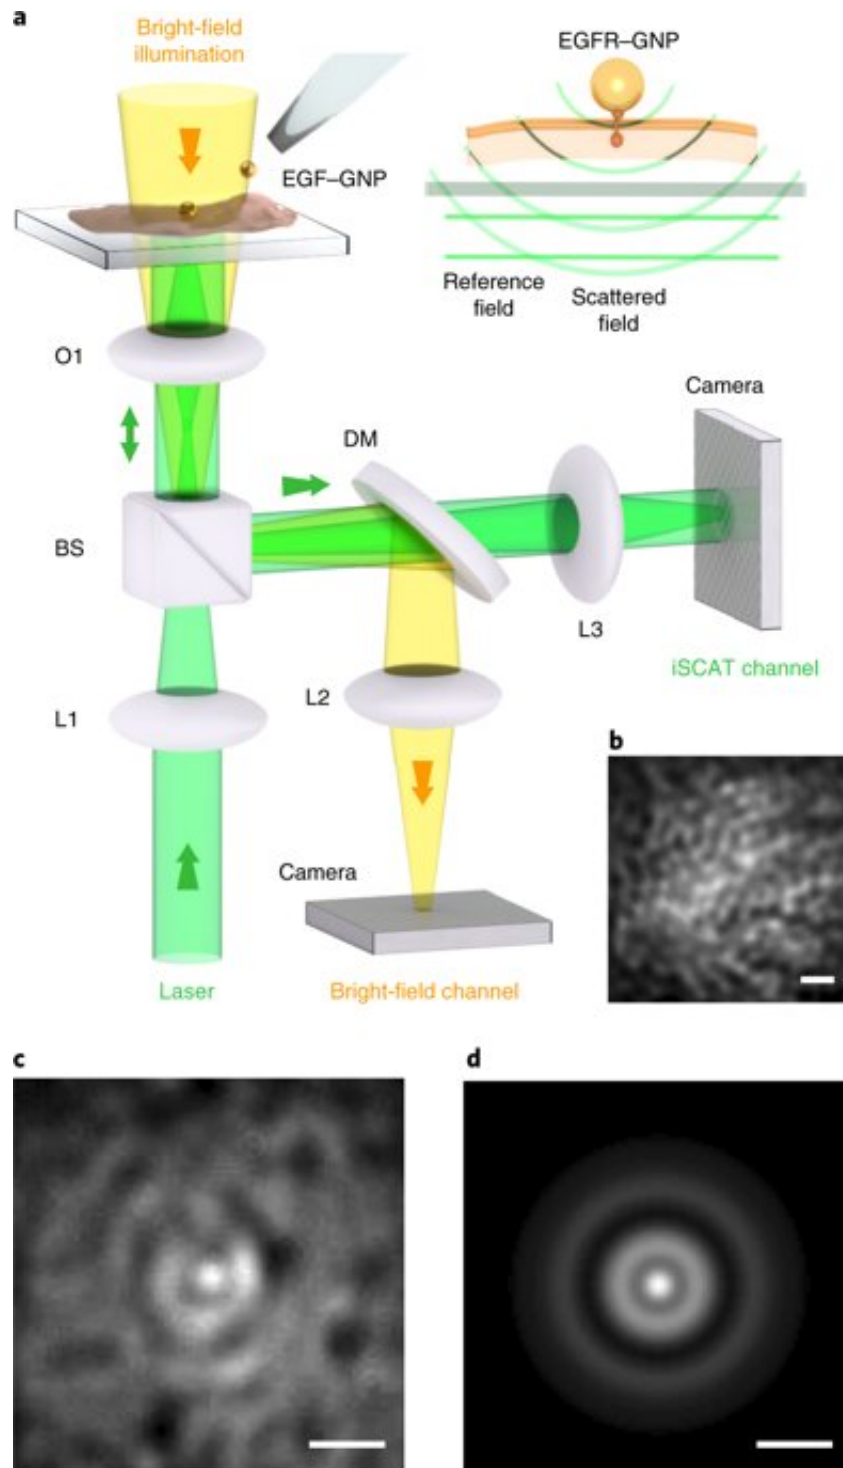 a
Bright-field
illumination
EGF–GNP
EGFR–GNP
Reference
field
Scattered
field
O1
Camera
DM
BS
L3
iSCAT channel
L1
L2
b
Camera
Laser
Bright-field channel
c
d